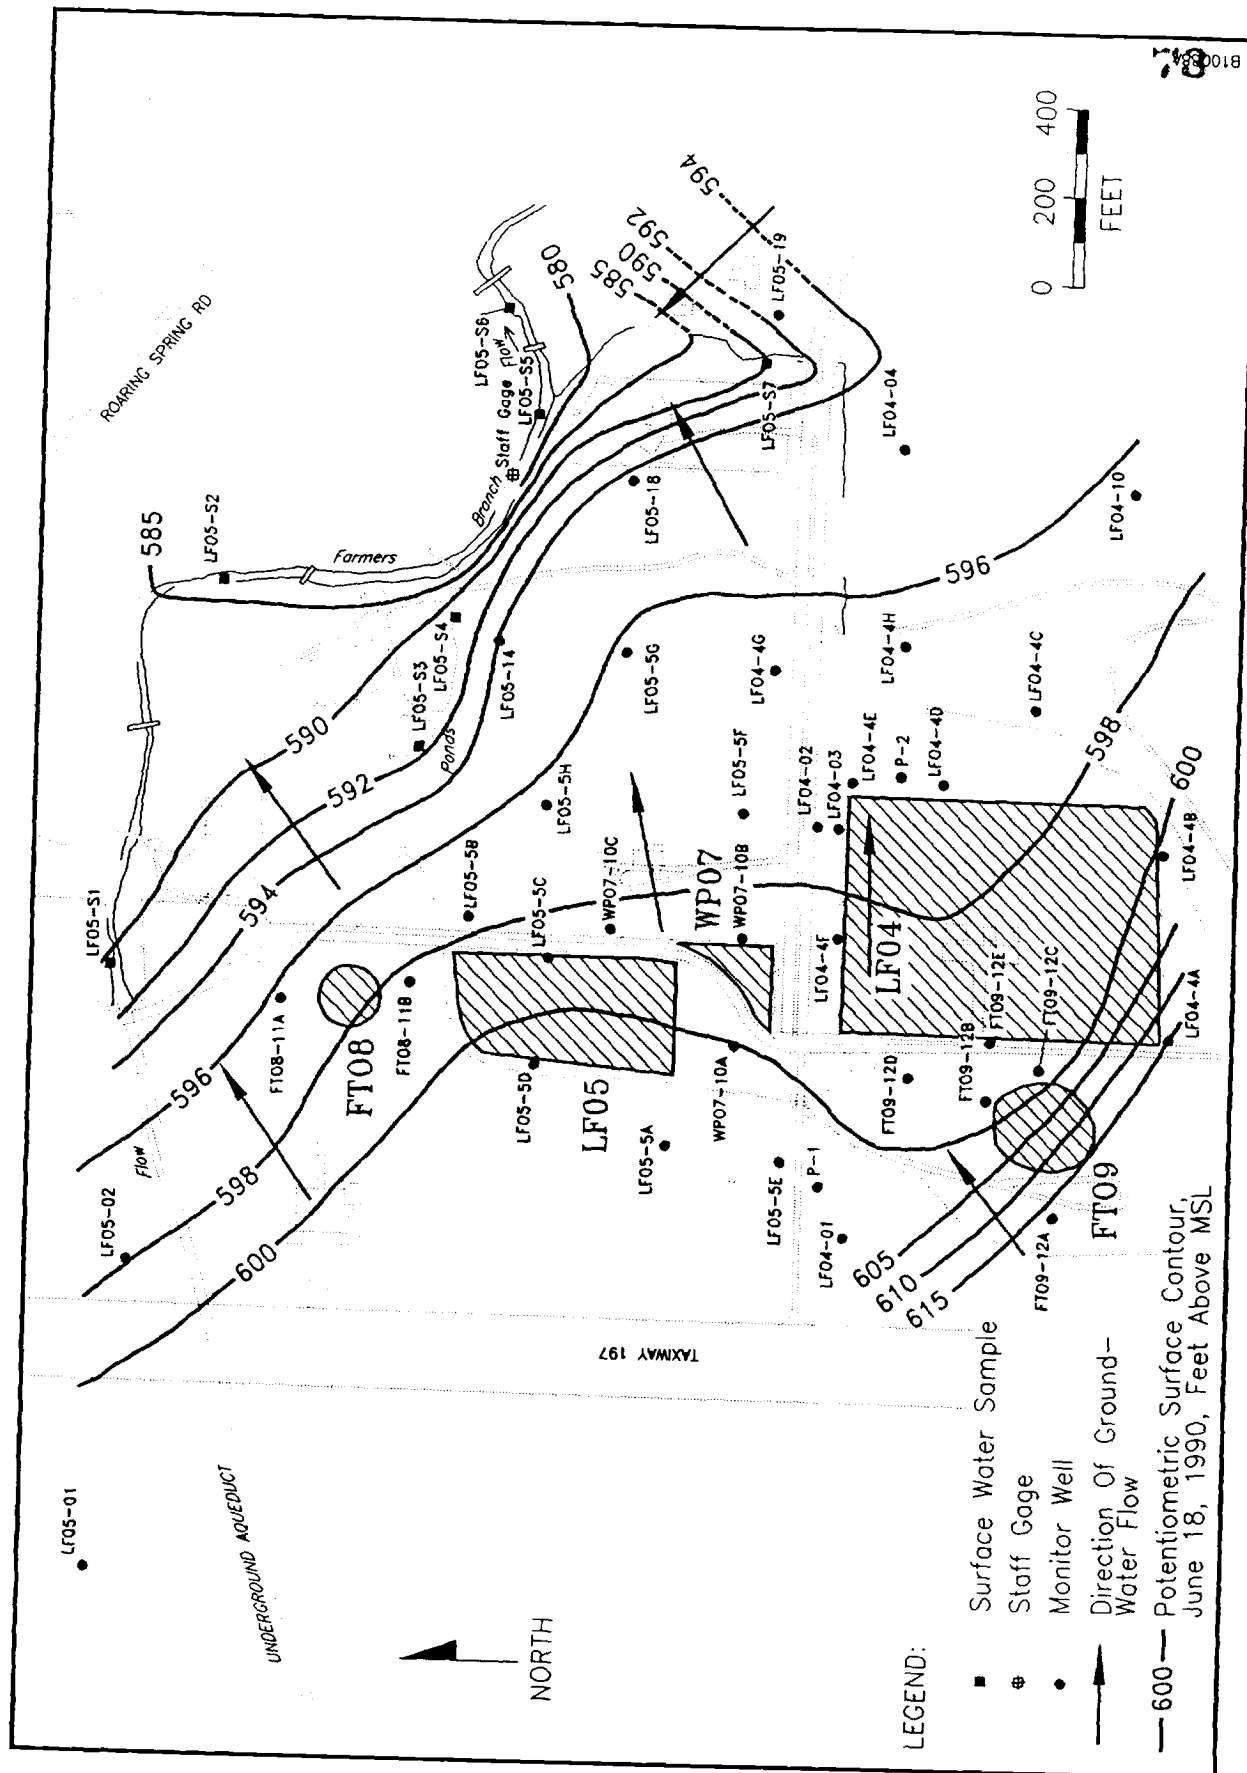 ROARING SPRING RD
UNDERGROUND AQUEDUCT
TAXIWAY 197
Flow
Farmers
Branch
Staff Gage
Flow
Ponds
LF05-01
LF05-02
LF05-S1
LF05-S2
LF05-S3
LF05-S4
LF05-S5
LF05-S6
LF05-S7
LF05-14
LF05-18
LF05-19
LF05-5A
LF05-5B
LF05-5C
LF05-5D
LF05-5E
LF05-5F
LF05-5G
LF05-5H
LF05
FT08-11A
FT08-11B
FT08
WP07-10A
WP07-10B
WP07-10C
WP07
P-1
P-2
LF04-01
LF04-02
LF04-03
LF04-04
LF04-10
LF04-4A
LF04-4B
LF04-4C
LF04-4D
LF04-4E
LF04-4F
LF04-4G
LF04-4H
LF04
FT09-12A
FT09-12B
FT09-12C
FT09-12D
FT09-12E
FT09
585
590
592
594
596
598
600
580
585
590
592
594
596
598
600
605
610
615
NORTH
0 200 400
FEET
LEGEND:
Surface Water Sample
Staff Gage
Monitor Well
Direction Of Ground-
Water Flow
600 Potentiometric Surface Contour,
June 18, 1990, Feet Above MSL